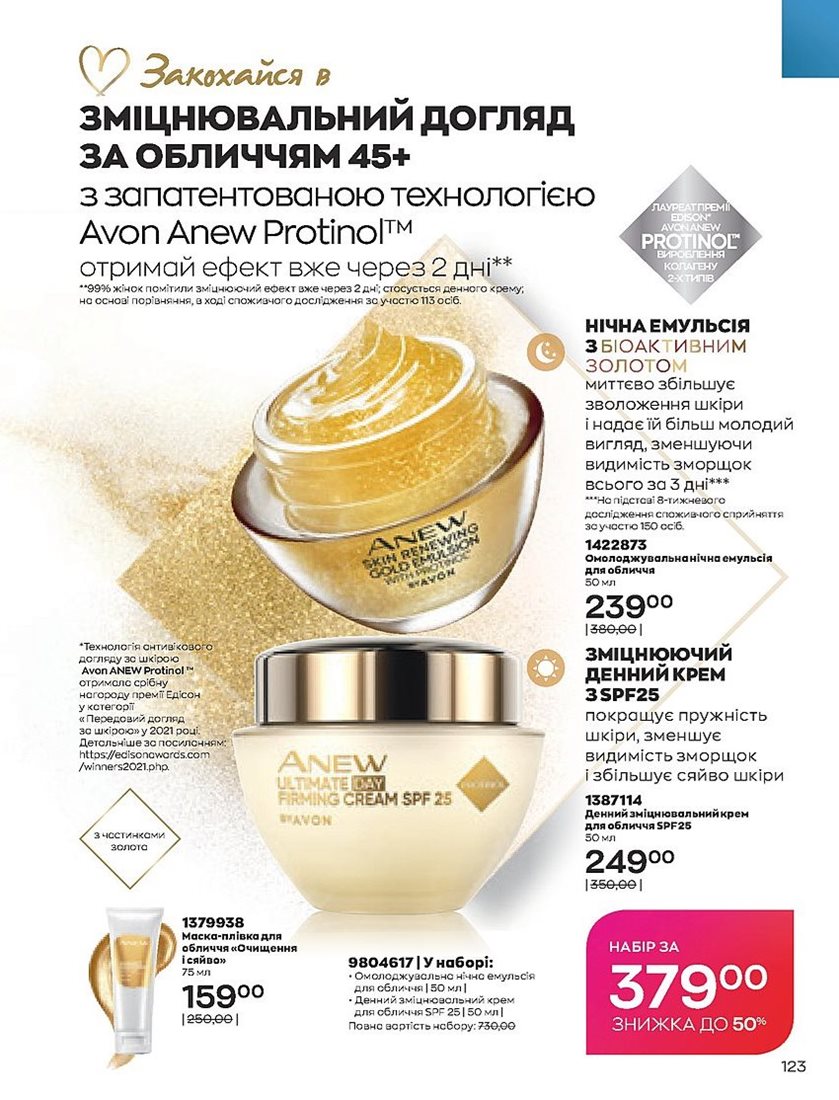 Закохайся в
ЗМІЦНЮВАЛЬНИЙ ДОГЛЯД
ЗА ОБЛИЧЧЯМ 45+
з запатентованою технологією
Avon Anew Protinol™
отримай ефект вже через 2 дні**
**99% жінок помітили зміцнюючий ефект вже через 2 дні; стосується денного крему;
на основі порівняння, в ході споживчого дослідження за участю 113 осіб.
ЛАУРЕАТ ПРЕМІЇ
EDISON*
AVON ANEW
PROTINOL™
ВИРОБЛЕННЯ
КОЛАГЕНУ
2-Х ТИПІВ
НІЧНА ЕМУЛЬСІЯ
З БІОАКТИВНИМ
ЗОЛОТОМ
миттєво збільшує
зволоження шкіри
і надає їй більш молодий
вигляд, зменшуючи
видимість зморщок
всього за 3 дні***
***На підставі 8-тижневого
дослідження споживчого сприйняття
за участю 150 осіб.
1422873
Омолоджувальна нічна емульсія
для обличчя
50 мл
23900
|380,00|
ANEW
SKIN RENEWING
GOLD EMULSION
WITH PROTINOL
BY AVON
*Технологія антивікового
догляду за шкірою
Avon ANEW Protinol ™
отримала срібну
нагороду премії Едісон
у категорії
«Передовий догляд
за шкірою» у 2021 році.
Детальніше за посиланням:
https://edisonawards.com
/winners2021.php.
ЗМІЦНЮЮЧИЙ
ДЕННИЙ КРЕМ
З SPF25
покращує пружність
шкіри, зменшує
видимість зморщок
і збільшує сяйво шкіри
1387114
Денний зміцнювальний крем
для обличчя SPF25
50 мл
24900
|350,00|
ANEW
ULTIMATE DAY
FIRMING CREAM SPF 25
BY AVON
PROTINOL
з частинками
золота
ANEW
1379938
Маска-плівка для
обличчя «Очищення
і сяйво»
75 мл
15900
|250,00|
9804617 | У наборі:
• Омолоджувальна нічна емульсія
для обличчя | 50 мл |
• Денний зміцнювальний крем
для обличчя SPF 25 | 50 мл |
Повна вартість набору: 730,00
НАБІР ЗА
37900
ЗНИЖКА ДО 50%
123